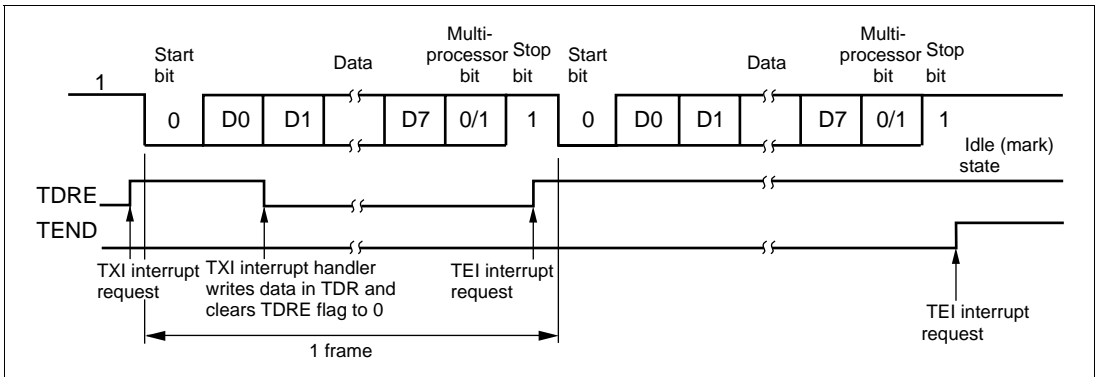 Start bit
Data
Multi-processor bit
Stop bit
Start bit
Data
Multi-processor bit
Stop bit
1
0 D0 D1 D7 0/1 1 0 D0 D1 D7 0/1 1
Idle (mark) state
TDRE
TEND
TXI interrupt request
TXI interrupt handler
writes data in TDR and
clears TDRE flag to 0
TEI interrupt request
TEI interrupt request
1 frame